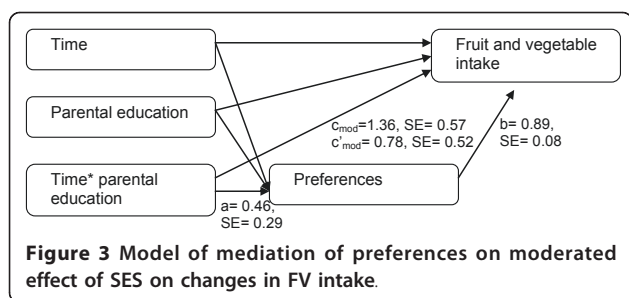 Time
Fruit and vegetable
intake
Parental education
cmod=1.36, SE= 0.57
c'mod= 0.78, SE= 0.52
b= 0.89,
SE= 0.08
Time* parental
education
Preferences
a= 0.46,
SE= 0.29
Figure 3 Model of mediation of preferences on moderated
effect of SES on changes in FV intake.